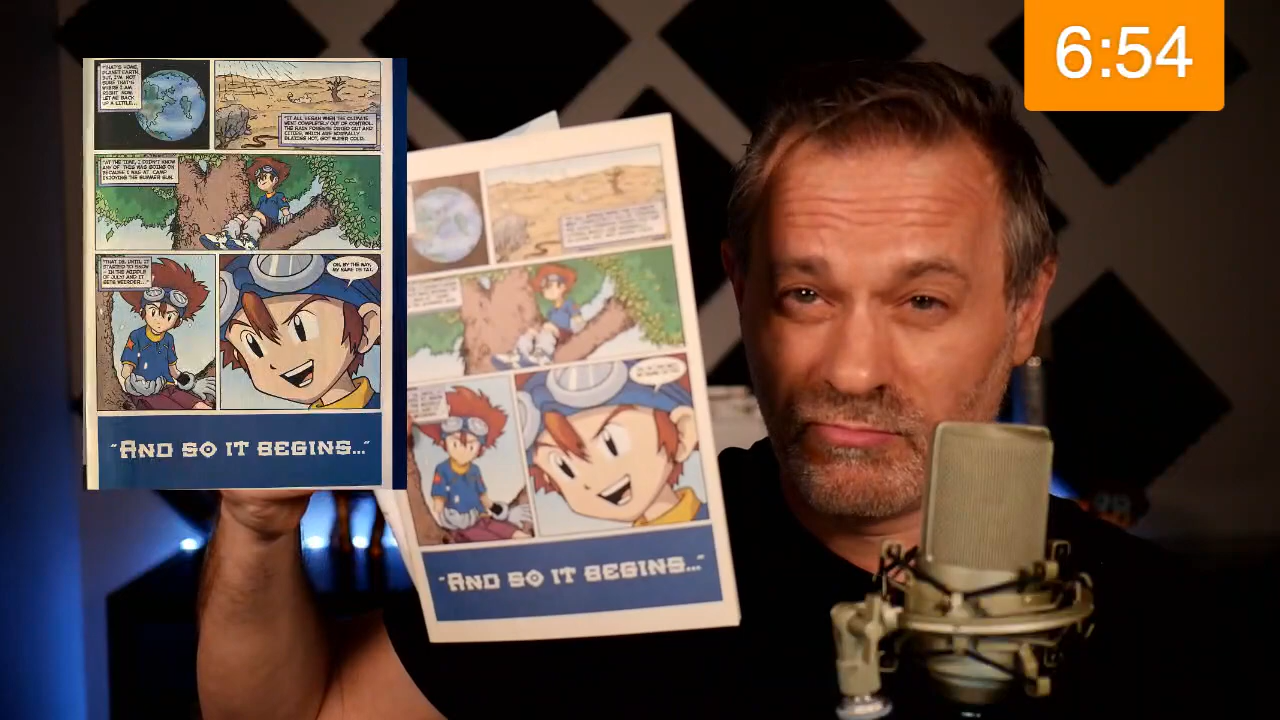 6:54
"THAT'S HOME,
PLANET EARTH.
BUT, I'M NOT
SURE THAT'S
WHERE I AM
RIGHT NOW.
LET ME BACK
UP A LITTLE...
"IT ALL BEGAN WHEN THE CLIMATE
WENT COMPLETELY OUT OF CONTROL.
THE RAIN FORESTS DRIED OUT AND
CITIES, WHICH ARE NORMALLY
BLAZING HOT, GOT SUPER COLD.
"AT THE TIME, I DIDN'T KNOW
ANY OF THIS WAS GOING ON
BECAUSE I WAS AT CAMP
ENJOYING THE SUMMER SUN.
"THAT IS, UNTIL IT
STARTED TO SNOW
-- IN THE MIDDLE
OF JULY! AND IT
GETS WEIRDER...
OH, BY THE WAY,
MY NAME IS TAI.
"AND SO IT BEGINS..."
"AND SO IT BEGINS..."